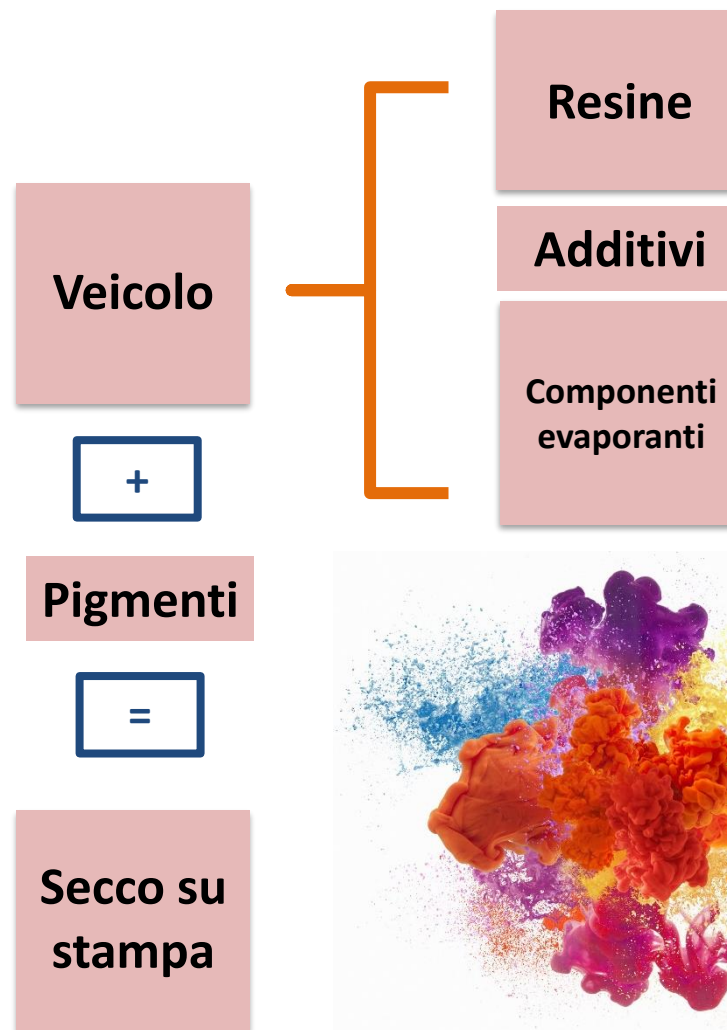 Veicolo
+
Pigmenti
=
Secco su
stampa
Resine
Additivi
Componenti
evaporanti